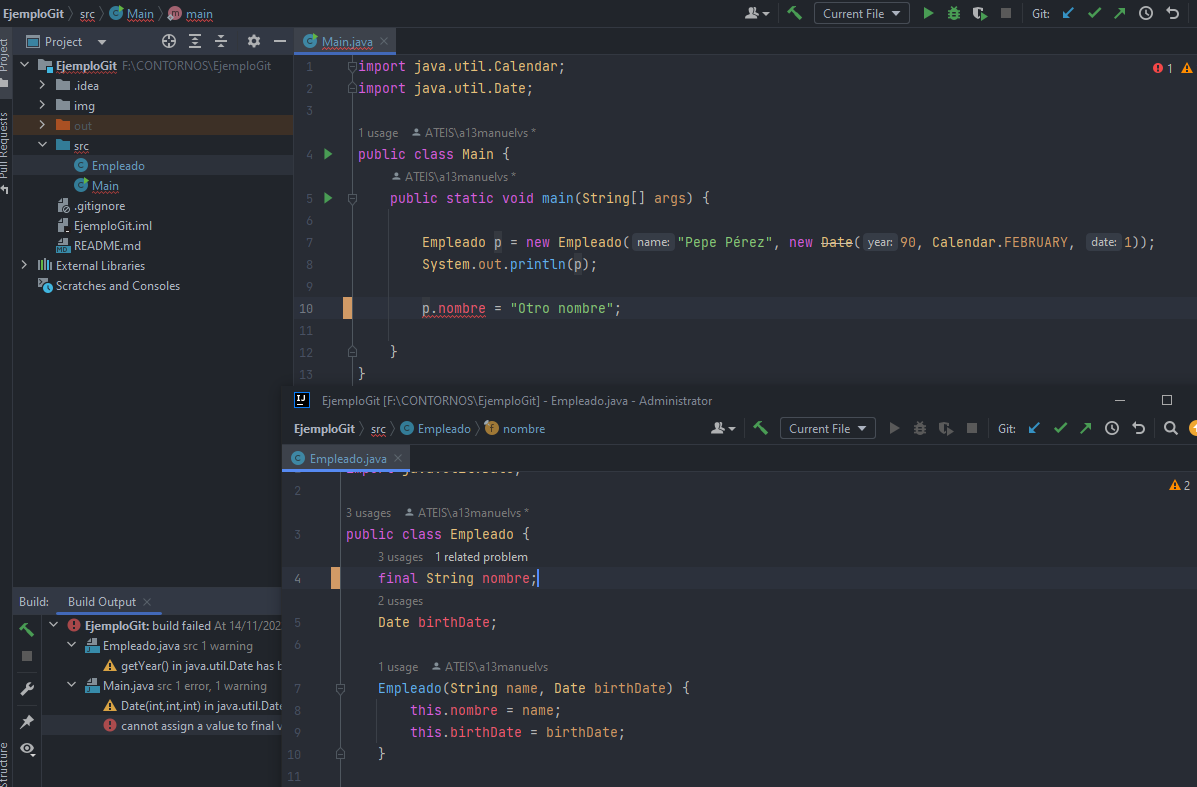 EjemploGit src Main main Current File Git:
Project
Project
Main.java
EjemploGit F:\CONTORNOS\EjemploGit
.idea
img
out
src
Empleado
Main
.gitignore
EjemploGit.iml
README.md
External Libraries
Scratches and Consoles
Pull Requests
Structure
1 import java.util.Calendar;
1
2 import java.util.Date;
3
1 usage ATEIS\a13manuelvs *
4 public class Main {
ATEIS\a13manuelvs *
5 public static void main(String[] args) {
6
7 Empleado p = new Empleado( name: "Pepe Pérez", new Date( year: 90, Calendar.FEBRUARY, date: 1));
8 System.out.println(p);
9
10 p.nombre = "Otro nombre";
11
12 }
13 }
EjemploGit [F:\CONTORNOS\EjemploGit] - Empleado.java - Administrator
EjemploGit src Empleado nombre Current File Git:
Empleado.java
2
2
3 usages ATEIS\a13manuelvs *
3 public class Empleado {
3 usages 1 related problem
4 final String nombre;
2 usages
5 Date birthDate;
6
1 usage ATEIS\a13manuelvs
7 Empleado(String name, Date birthDate) {
8 this.nombre = name;
9 this.birthDate = birthDate;
10 }
11
Build: Build Output
EjemploGit: build failed At 14/11/202
Empleado.java src 1 warning
getYear() in java.util.Date has
Main.java src 1 error, 1 warning
Date(int,int,int) in java.util.Date
cannot assign a value to final